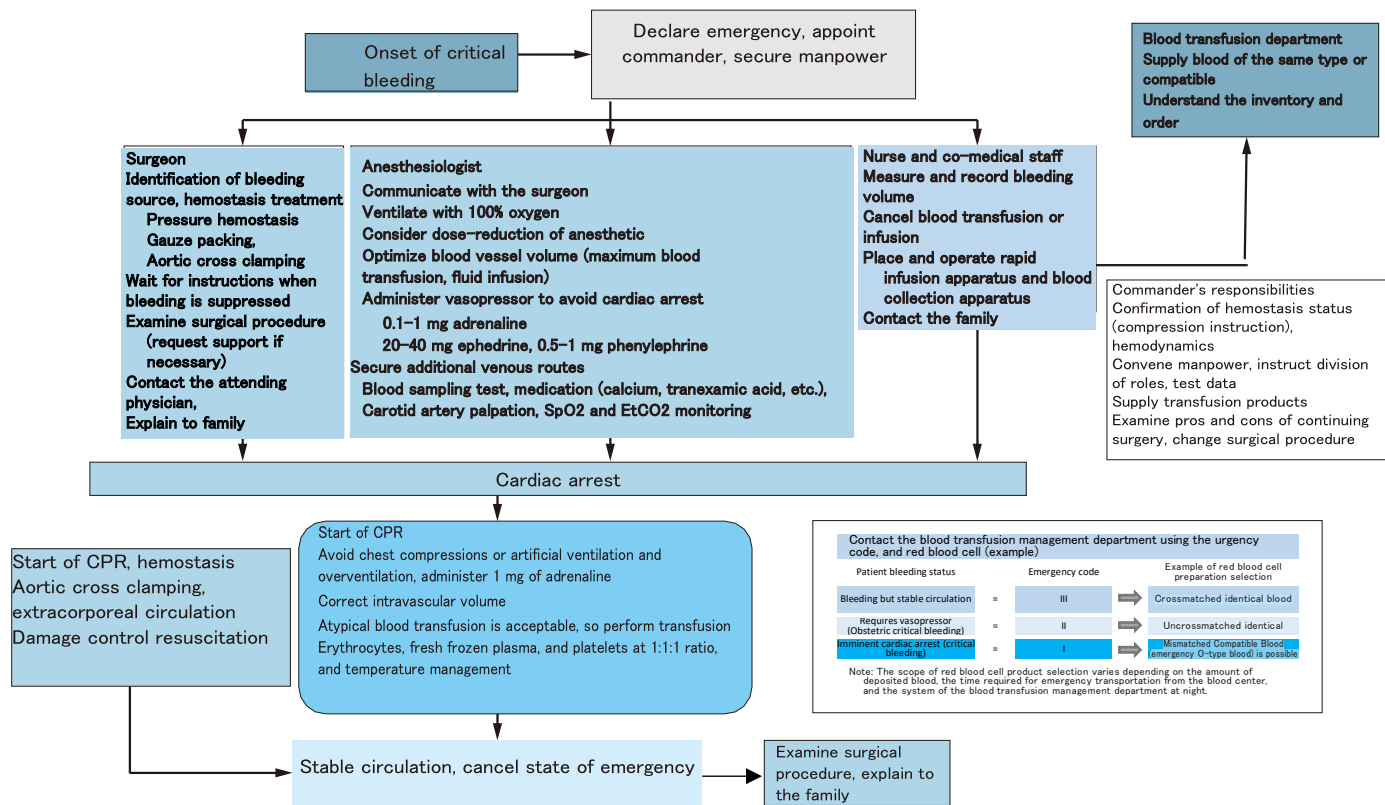 Onset of critical
bleeding
Declare emergency, appoint
commander, secure manpower
Blood transfusion department
Supply blood of the same type or
compatible
Understand the inventory and
order
Surgeon
Identification of bleeding
source, hemostasis treatment
Pressure hemostasis
Gauze packing,
Aortic cross clamping
Wait for instructions when
bleeding is suppressed
Examine surgical procedure
(request support if
necessary)
Contact the attending
physician,
Explain to family
Anesthesiologist
Communicate with the surgeon
Ventilate with 100% oxygen
Consider dose-reduction of anesthetic
Optimize blood vessel volume (maximum blood
transfusion, fluid infusion)
Administer vasopressor to avoid cardiac arrest
0.1-1 mg adrenaline
20-40 mg ephedrine, 0.5-1 mg phenylephrine
Secure additional venous routes
Blood sampling test, medication (calcium, tranexamic acid, etc.),
Carotid artery palpation, SpO2 and EtCO2 monitoring
Nurse and co-medical staff
Measure and record bleeding
volume
Cancel blood transfusion or
infusion
Place and operate rapid
infusion apparatus and blood
collection apparatus
Contact the family
Commander's responsibilities
Confirmation of hemostasis status
(compression instruction),
hemodynamics
Convene manpower, instruct division
of roles, test data
Supply transfusion products
Examine pros and cons of continuing
surgery, change surgical procedure
Cardiac arrest
Start of CPR, hemostasis
Aortic cross clamping,
extracorporeal circulation
Damage control resuscitation
Start of CPR
Avoid chest compressions or artificial ventilation and
overventilation, administer 1 mg of adrenaline
Correct intravascular volume
Atypical blood transfusion is acceptable, so perform transfusion
Erythrocytes, fresh frozen plasma, and platelets at 1:1:1 ratio,
and temperature management
Contact the blood transfusion management department using the urgency
code, and red blood cell (example)
Patient bleeding status
Emergency code
Example of red blood cell
preparation selection
Bleeding but stable circulation = III Crossmatched identical blood
Requires vasopressor
(Obstetric critical bleeding) = II Uncrossmatched identical
Imminent cardiac arrest (critical
bleeding) = I Mismatched Compatible Blood
(emergency O-type blood) is possible
Note: The scope of red blood cell product selection varies depending on the amount of
deposited blood, the time required for emergency transportation from the blood center,
and the system of the blood transfusion management department at night.
Stable circulation, cancel state of emergency
Examine surgical
procedure, explain to
the family